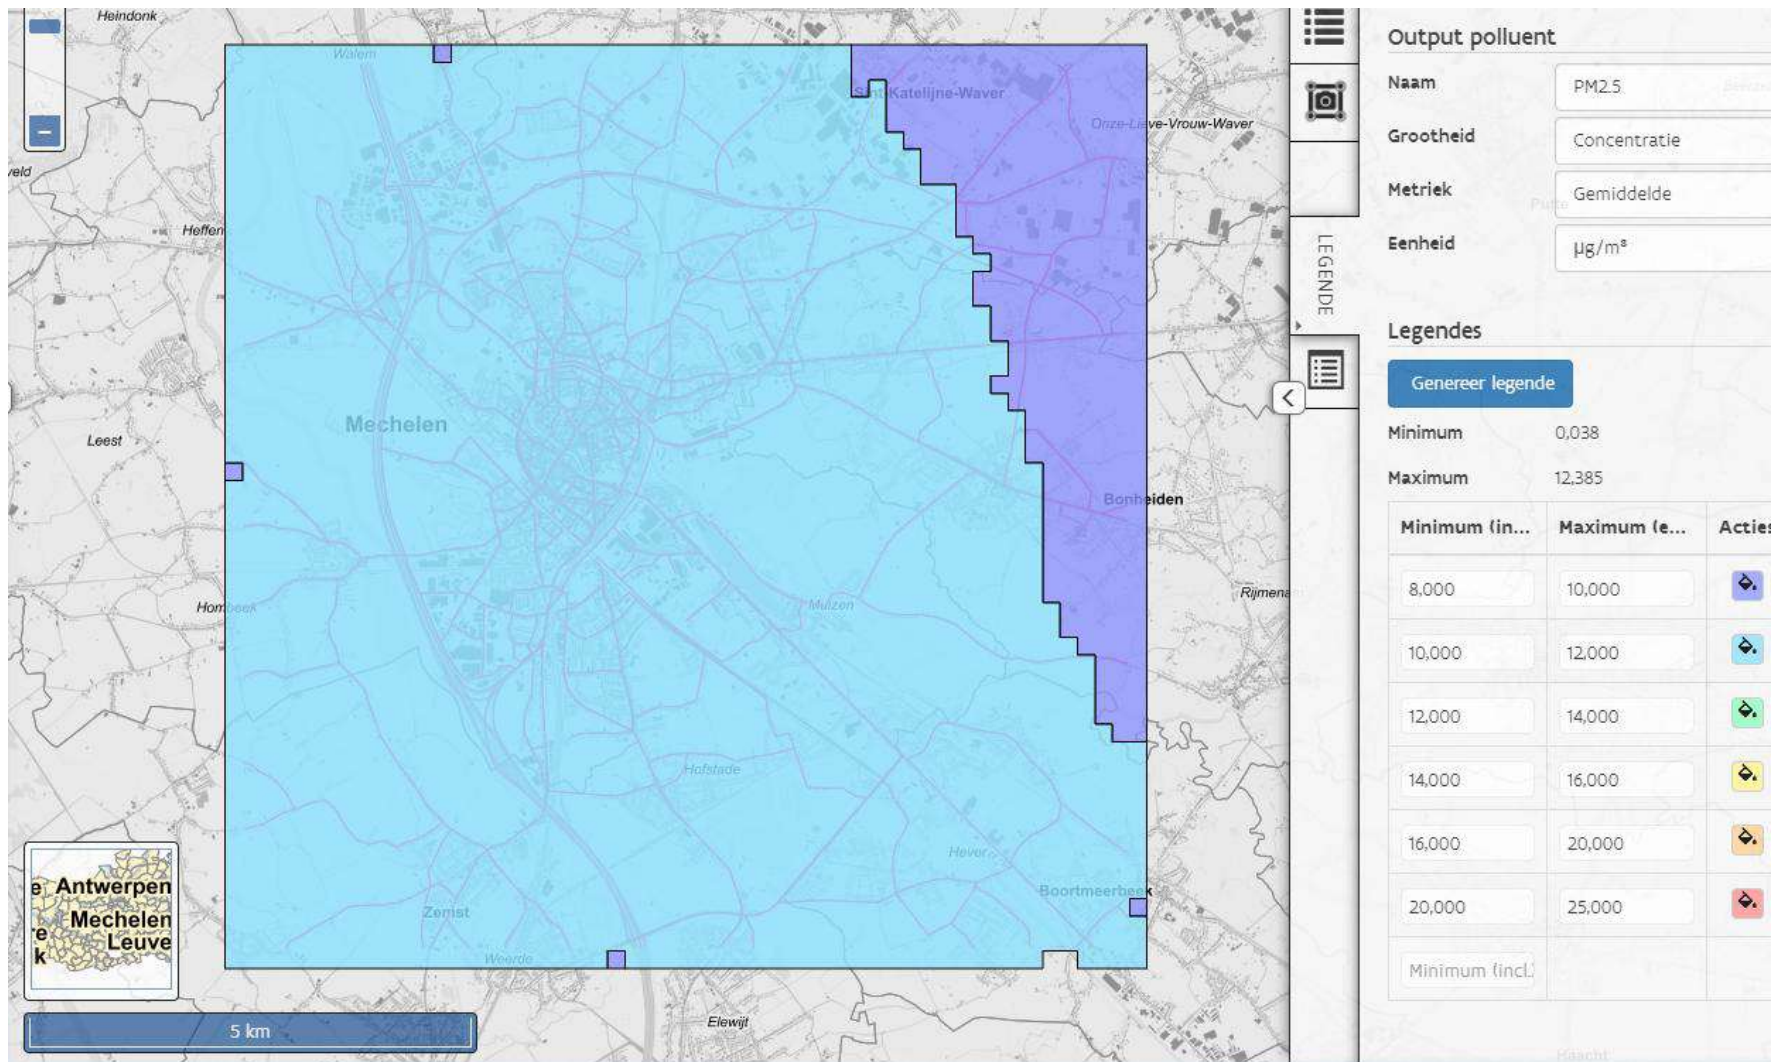 Heindonk
Walem
Sint-Katelijne-Waver
Onze-Lieve-Vrouw-Waver
Heffen
Mechelen
Leest
Bonheiden
Muizen
Hofstade
Hever
Boortmeerbeek
Zemst
Weerde
Elewijt
Antwerpen
Mechelen
Leuve
5 km
LEGENDE
Output polluent
Naam
PM2.5
Grootheid
Concentratie
Metriek
Gemiddelde
Putte
Eenheid
µg/m³
Legendes
Genereer legende
Minimum 0,038
Maximum 12,385
Minimum (in... Maximum (e... Acties
8,000 10,000
10,000 12,000
12,000 14,000
14,000 16,000
16,000 20,000
20,000 25,000
Minimum (incl.)
Haacht